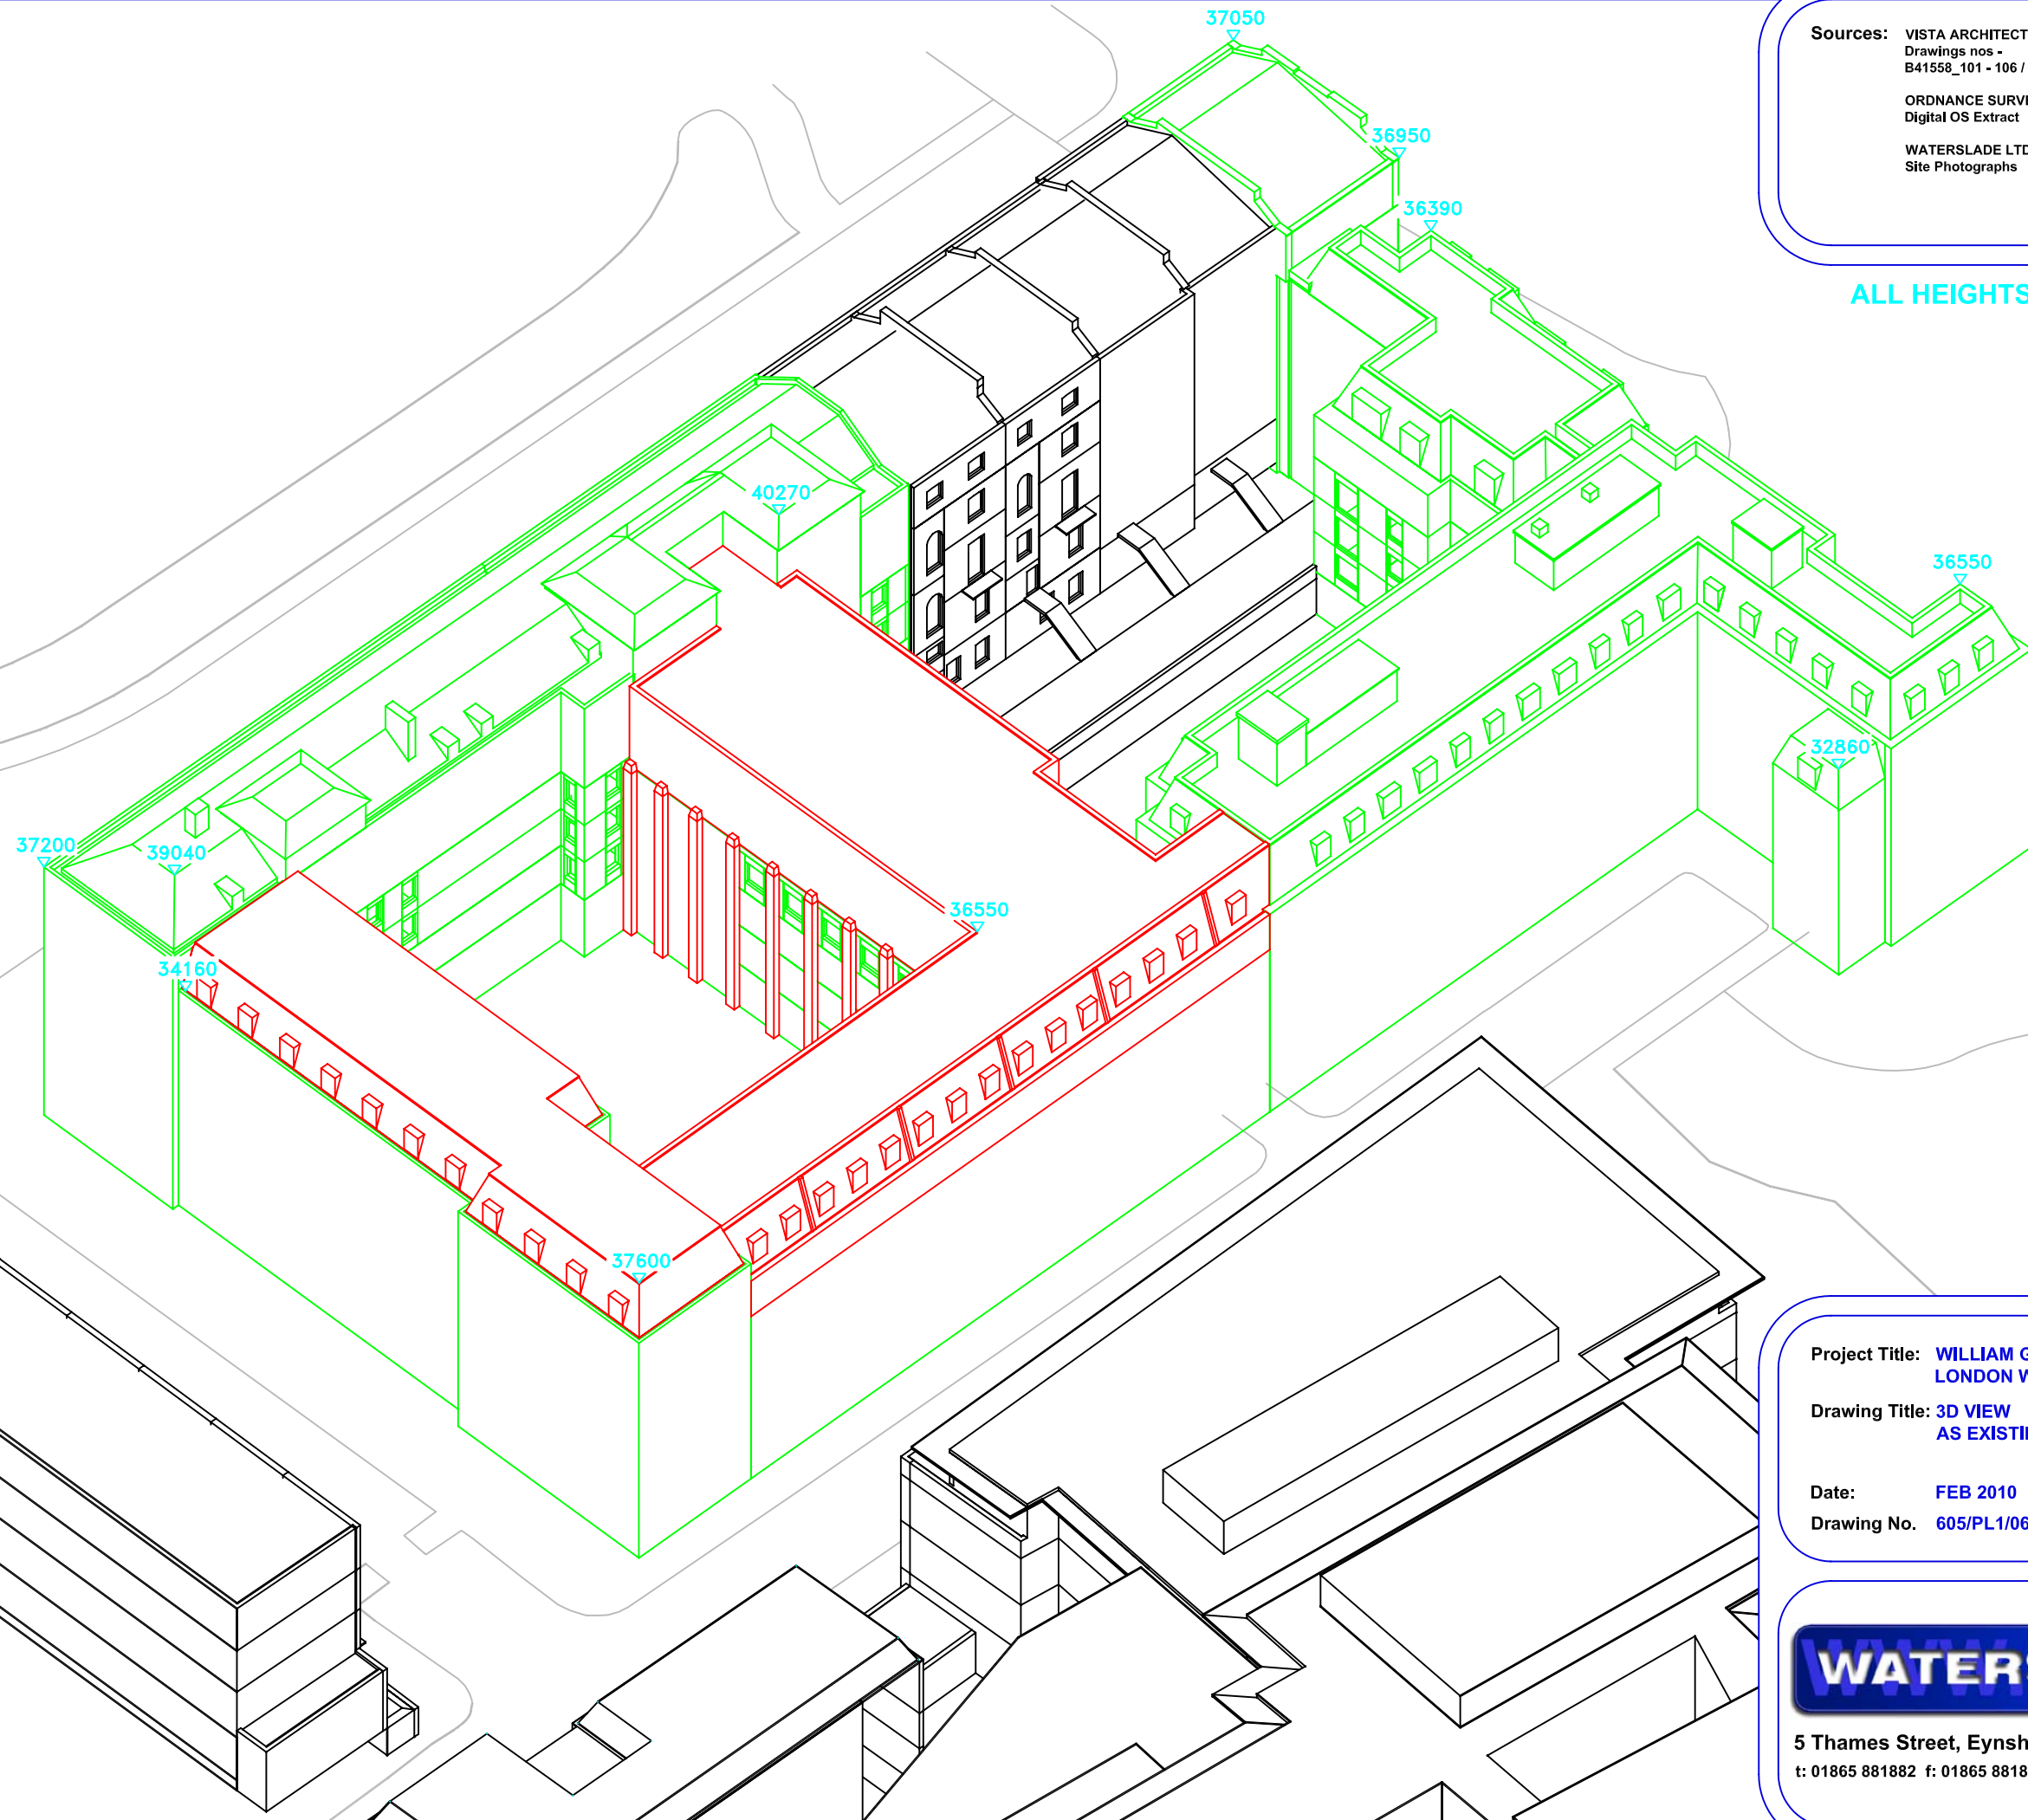 37050
Sources: VISTA ARCHITECT
Drawings nos -
B41558_101 - 106 /
ORDNANCE SURVE
Digital OS Extract
WATERSLADE LTD
Site Photographs
36950
36390
ALL HEIGHTS
40270
36550
32860
37200
39040
36550
34160
37600
Project Title: WILLIAM G
LONDON W
Drawing Title: 3D VIEW
AS EXISTI
Date: FEB 2010
Drawing No. 605/PL1/06
WATERS
5 Thames Street, Eynsh
t: 01865 881882 f: 01865 8818